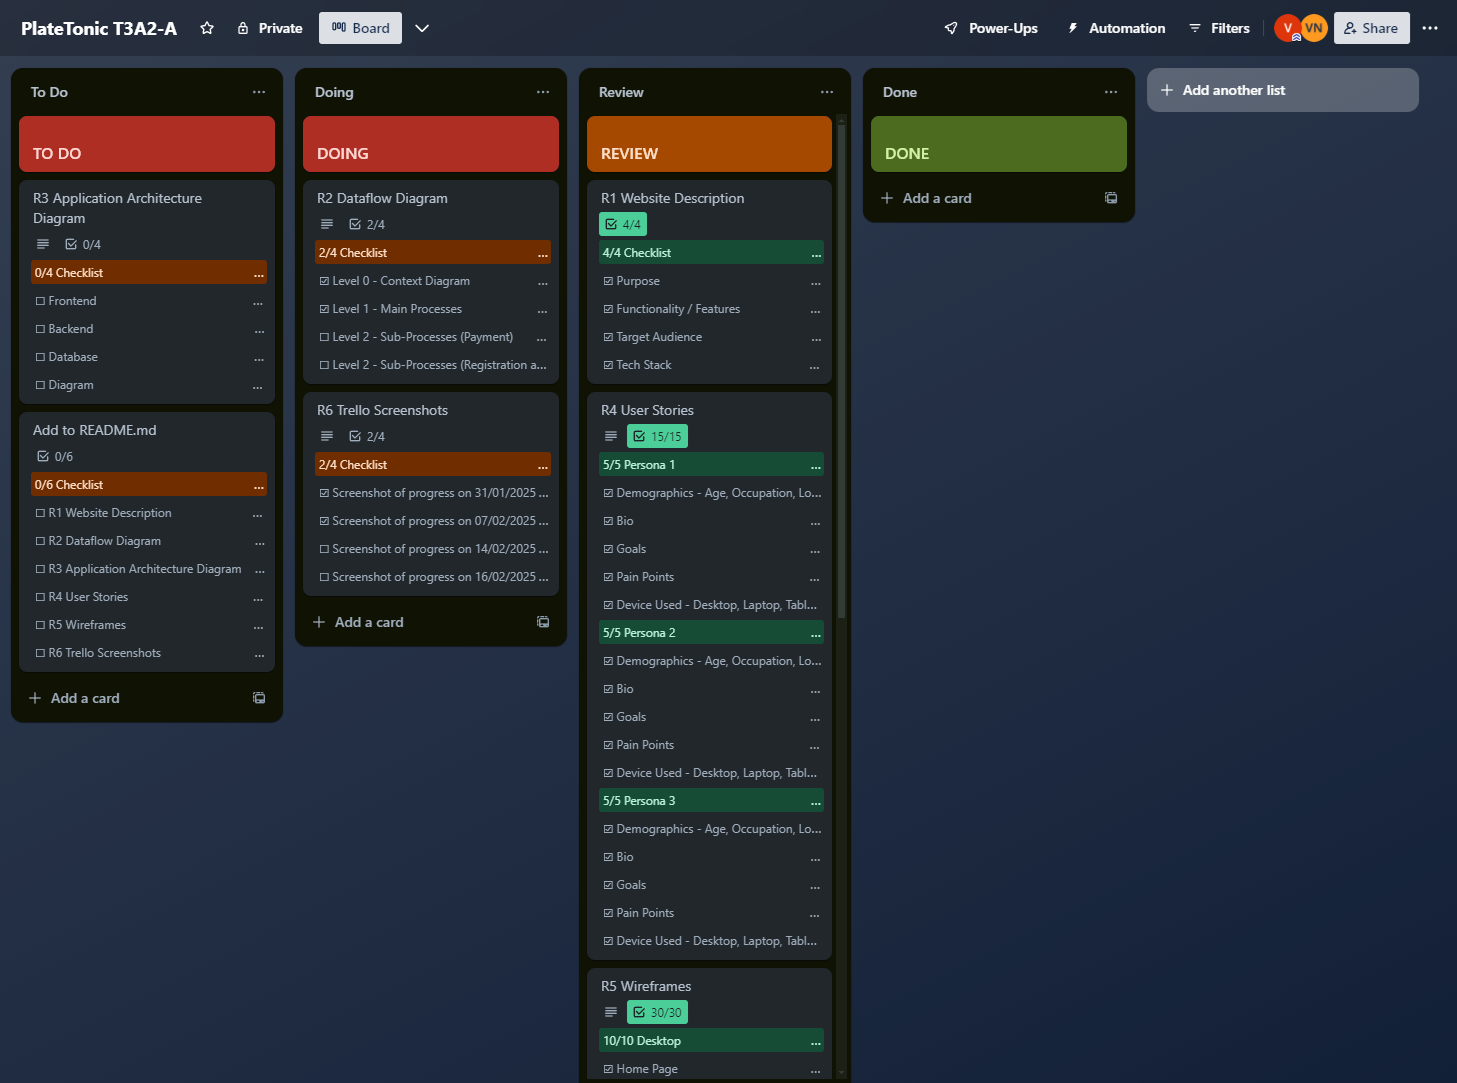 PlateTonic T3A2-A
Private
Board
Power-Ups
Automation
Filters
V
VN
Share
To Do
TO DO
R3 Application Architecture
Diagram
0/4
0/4 Checklist
Frontend
Backend
Database
Diagram
Add to README.md
0/6
0/6 Checklist
R1 Website Description
R2 Dataflow Diagram
R3 Application Architecture Diagram
R4 User Stories
R5 Wireframes
R6 Trello Screenshots
Add a card
Doing
DOING
R2 Dataflow Diagram
2/4
2/4 Checklist
Level 0 - Context Diagram
Level 1 - Main Processes
Level 2 - Sub-Processes (Payment)
Level 2 - Sub-Processes (Registration a...
R6 Trello Screenshots
2/4
2/4 Checklist
Screenshot of progress on 31/01/2025 ...
Screenshot of progress on 07/02/2025 ...
Screenshot of progress on 14/02/2025 ...
Screenshot of progress on 16/02/2025 ...
Add a card
Review
REVIEW
R1 Website Description
4/4
4/4 Checklist
Purpose
Functionality / Features
Target Audience
Tech Stack
R4 User Stories
15/15
5/5 Persona 1
Demographics - Age, Occupation, Lo...
Bio
Goals
Pain Points
Device Used - Desktop, Laptop, Tabl...
5/5 Persona 2
Demographics - Age, Occupation, Lo...
Bio
Goals
Pain Points
Device Used - Desktop, Laptop, Tabl...
5/5 Persona 3
Demographics - Age, Occupation, Lo...
Bio
Goals
Pain Points
Device Used - Desktop, Laptop, Tabl...
R5 Wireframes
30/30
10/10 Desktop
Home Page
Done
DONE
Add a card
Add another list